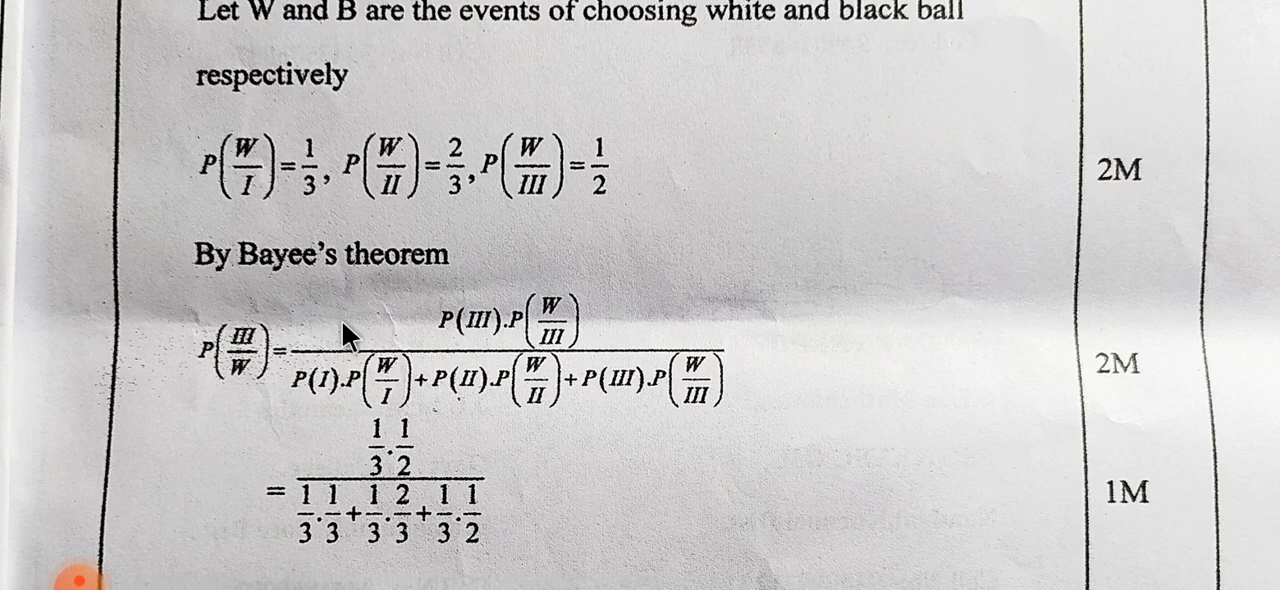 Let W and B are the events of choosing white and black ball
respectively
P(W/I)=1/3, P(W/II)=2/3, P(W/III)=1/2 2M
By Bayee's theorem
P(III/W)=P(III).P(W/III)/P(I).P(W/I)+P(II).P(W/II)+P(III).P(W/III) 2M
=1/3.1/2/1/3.1/3+1/3.2/3+1/3.1/2 1M